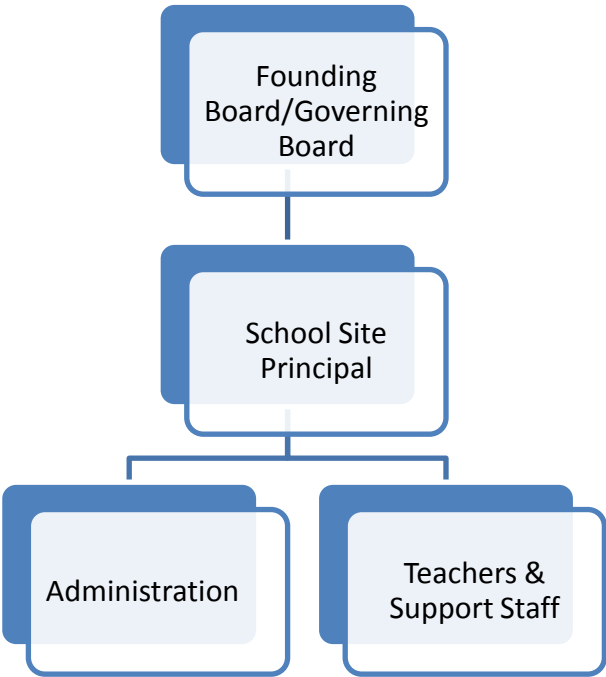 Founding
Board/Governing
Board
School Site
Principal
Administration
Teachers &
Support Staff